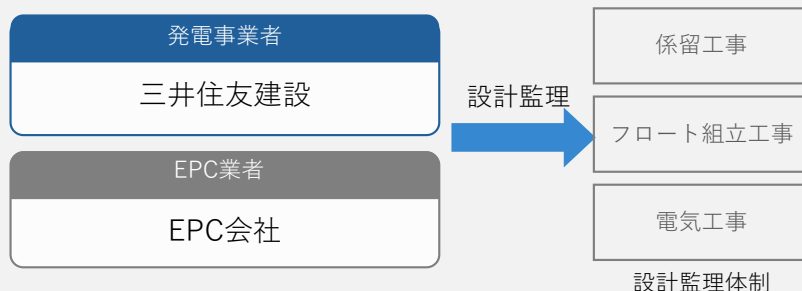 発電事業者
三井住友建設
EPC業者
EPC会社
設計監理
係留工事
フロート組立工事
電気工事
設計監理体制